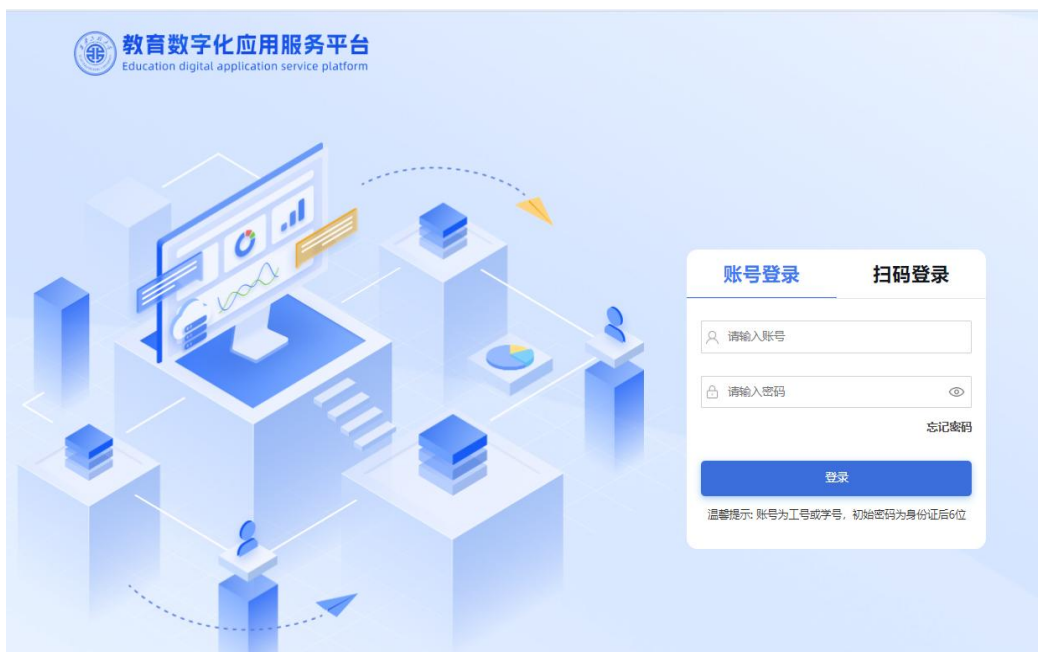 教育数字化应用服务平台
Education digital application service platform
账号登录
扫码登录
请输入账号
请输入密码
忘记密码
登录
温馨提示: 账号为工号或学号，初始密码为身份证后6位